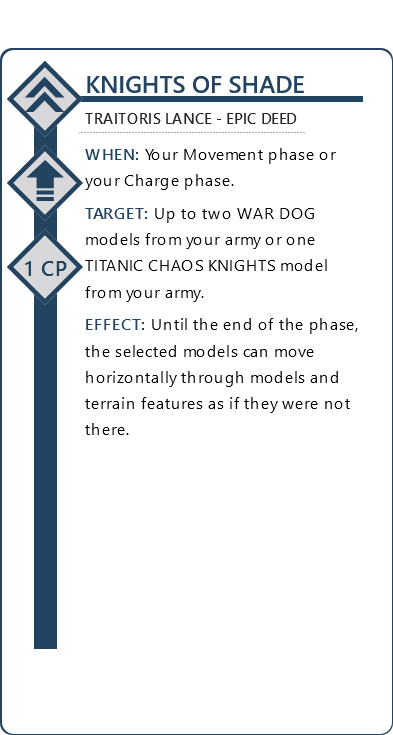 KNIGHTS OF SHADE
TRAITORIS LANCE - EPIC DEED
WHEN: Your Movement phase or
your Charge phase.
TARGET: Up to two WAR DOG
models from your army or one
1 CP
TITANIC CHAOS KNIGHTS model
from your army.
EFFECT: Until the end of the phase,
the selected models can move
horizontally through models and
terrain features as if they were not
there.